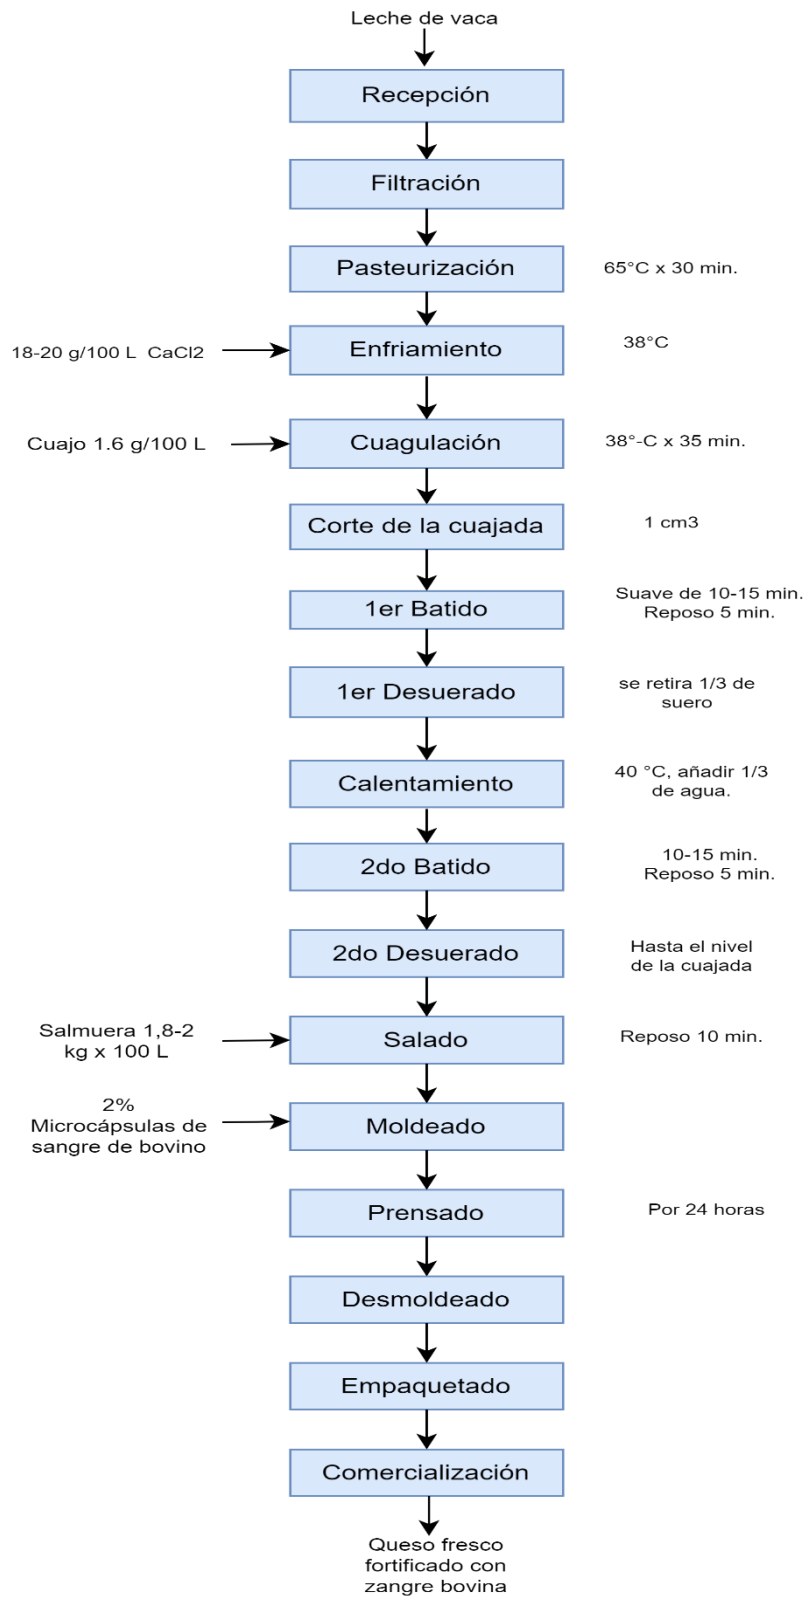 Leche de vaca
Recepción
Filtración
Pasteurización
65°C x 30 min.
18-20 g/100 L CaCl2
Enfriamiento
38°C
Cuajo 1.6 g/100 L
Cuagulación
38°-C x 35 min.
Corte de la cuajada
1 cm3
1er Batido
Suave de 10-15 min.
Reposo 5 min.
1er Desuerado
se retira 1/3 de
suero
Calentamiento
40 °C, añadir 1/3
de agua.
2do Batido
10-15 min.
Reposo 5 min.
2do Desuerado
Hasta el nivel
de la cuajada
Salmuera 1,8-2
kg x 100 L
Salado
Reposo 10 min.
2%
Microcápsulas de
sangre de bovino
Moldeado
Prensado
Por 24 horas
Desmoldeado
Empaquetado
Comercialización
Queso fresco
fortificado con
zangre bovina